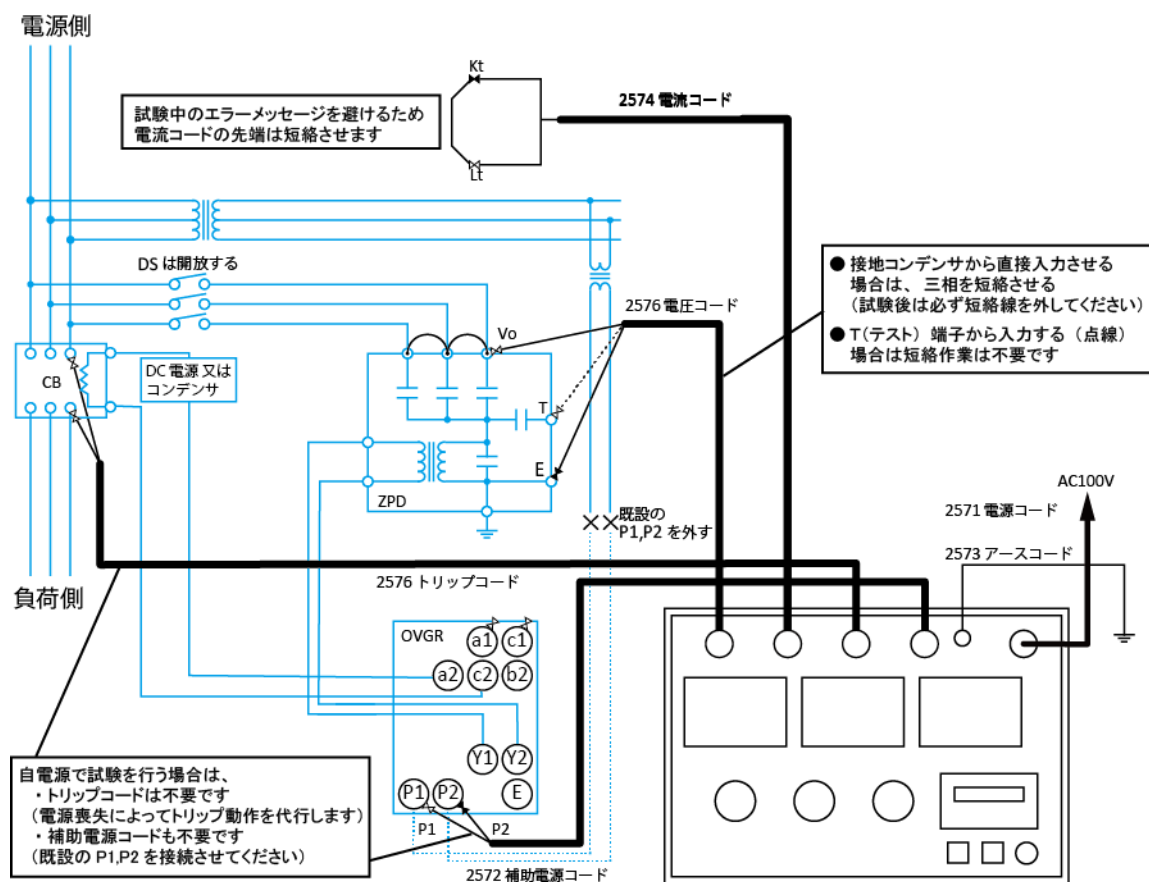 電源側
Kt
2574 電流コード
試験中のエラーメッセージを避けるため
電流コードの先端は短絡させます
Lt
DS は開放する
● 接地コンデンサから直接入力させる
場合は、三相を短絡させる
（試験後は必ず短絡線を外してください）
● T（テスト）端子から入力する（点線）
場合は短絡作業は不要です
2576 電圧コード
Vo
CB
DC 電源 又は
コンデンサ
T
E
ZPD
既設の
P1,P2 を外す
AC100V
2571 電源コード
2573 アースコード
2576 トリップコード
負荷側
OVGR
a1
c1
a2
c2
b2
Y1
Y2
P1
P2
E
P1
P2
自電源で試験を行う場合は、
・トリップコードは不要です
（電源喪失によってトリップ動作を代行します）
・補助電源コードも不要です
（既設の P1,P2 を接続させてください）
2572 補助電源コード